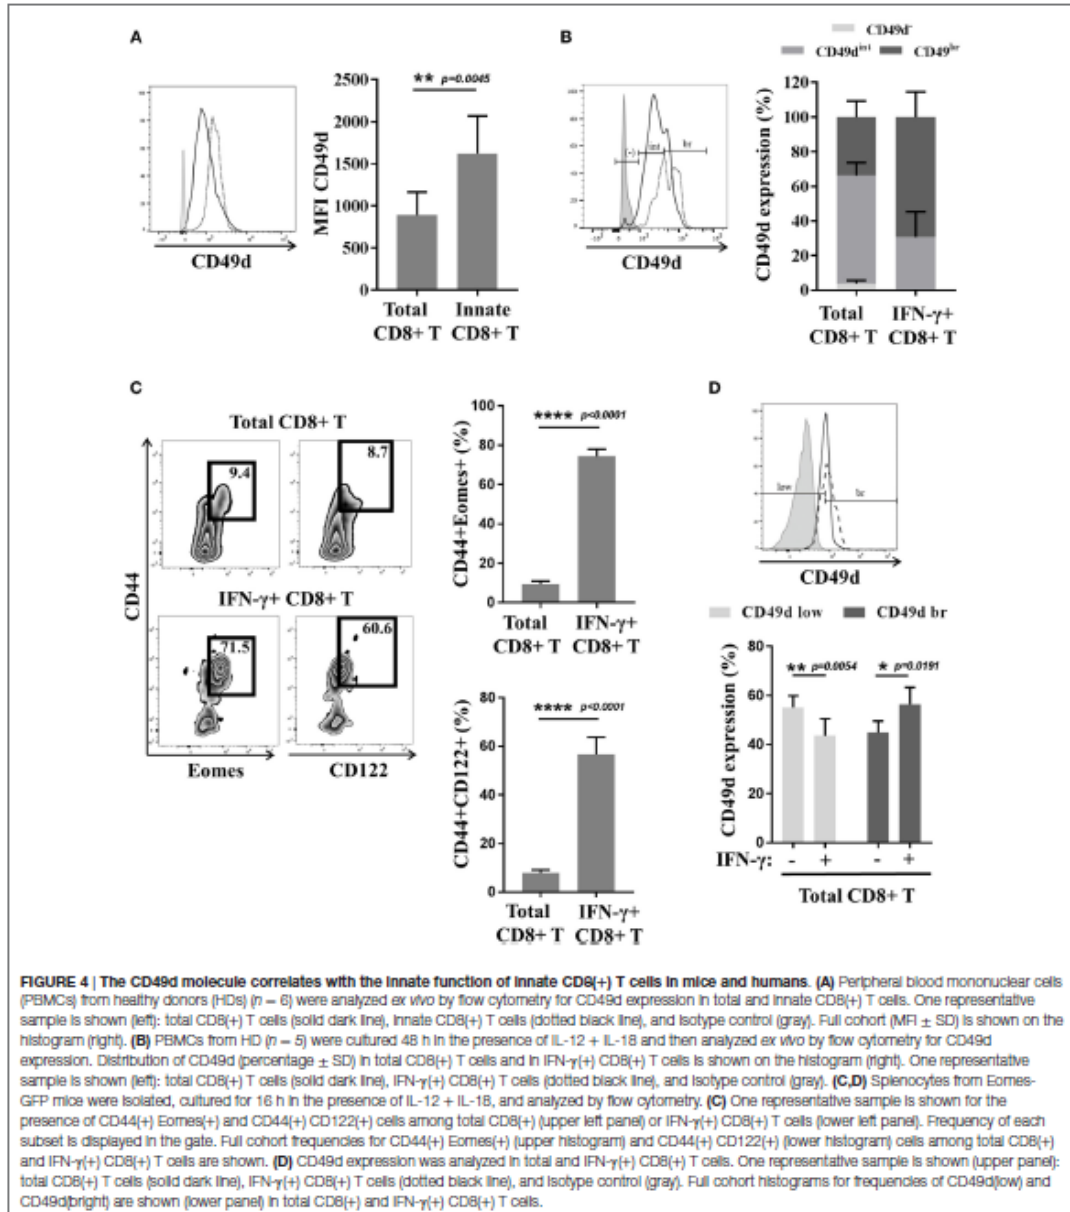 A
B
CD49d-
CD49dint CD49br
** p=0.0045
2500
2000
1500
1000
500
0
MFI CD49d
CD49d
Total CD8+ T
Innate CD8+ T
(-) int br
CD49d
120
100
80
60
40
20
0
CD49d expression (%)
Total CD8+ T
IFN-γ+ CD8+ T
C
Total CD8+ T
9.4
8.7
CD44
IFN-γ+ CD8+ T
71.5
60.6
Eomes
CD122
100
80
60
40
20
0
**** p<0.0001
CD44+Eomes+ (%)
Total CD8+ T
IFN-γ+ CD8+ T
80
60
40
20
0
**** p<0.0001
CD44+CD122+ (%)
Total CD8+ T
IFN-γ+ CD8+ T
D
low
br
CD49d
CD49d low CD49d br
80
60
40
20
0
** p=0.0054
* p=0.0191
CD49d expression (%)
IFN-γ: - + - +
Total CD8+ T
FIGURE 4 | The CD49d molecule correlates with the innate function of innate CD8(+) T cells in mice and humans. (A) Peripheral blood mononuclear cells
(PBMCs) from healthy donors (HDs) (n = 6) were analyzed ex vivo by flow cytometry for CD49d expression in total and innate CD8(+) T cells. One representative
sample is shown (left): total CD8(+) T cells (solid dark line), innate CD8(+) T cells (dotted black line), and isotype control (gray). Full cohort (MFI ± SD) is shown on the
histogram (right). (B) PBMCs from HD (n = 5) were cultured 48 h in the presence of IL-12 + IL-18 and then analyzed ex vivo by flow cytometry for CD49d
expression. Distribution of CD49d (percentage ± SD) in total CD8(+) T cells and in IFN-γ(+) CD8(+) T cells is shown on the histogram (right). One representative
sample is shown (left): total CD8(+) T cells (solid dark line), IFN-γ(+) CD8(+) T cells (dotted black line), and isotype control (gray). (C,D) Splenocytes from Eomes-
GFP mice were isolated, cultured for 16 h in the presence of IL-12 + IL-18, and analyzed by flow cytometry. (C) One representative sample is shown for the
presence of CD44(+) Eomes(+) and CD44(+) CD122(+) cells among total CD8(+) (upper left panel) or IFN-γ(+) CD8(+) T cells (lower left panel). Frequency of each
subset is displayed in the gate. Full cohort frequencies for CD44(+) Eomes(+) (upper histogram) and CD44(+) CD122(+) (lower histogram) cells among total CD8(+)
and IFN-γ(+) CD8(+) T cells are shown. (D) CD49d expression was analyzed in total and IFN-γ(+) CD8(+) T cells. One representative sample is shown (upper panel):
total CD8(+) T cells (solid dark line), IFN-γ(+) CD8(+) T cells (dotted black line), and isotype control (gray). Full cohort histograms for frequencies of CD49d(low) and
CD49d(bright) are shown (lower panel) in total CD8(+) and IFN-γ(+) CD8(+) T cells.